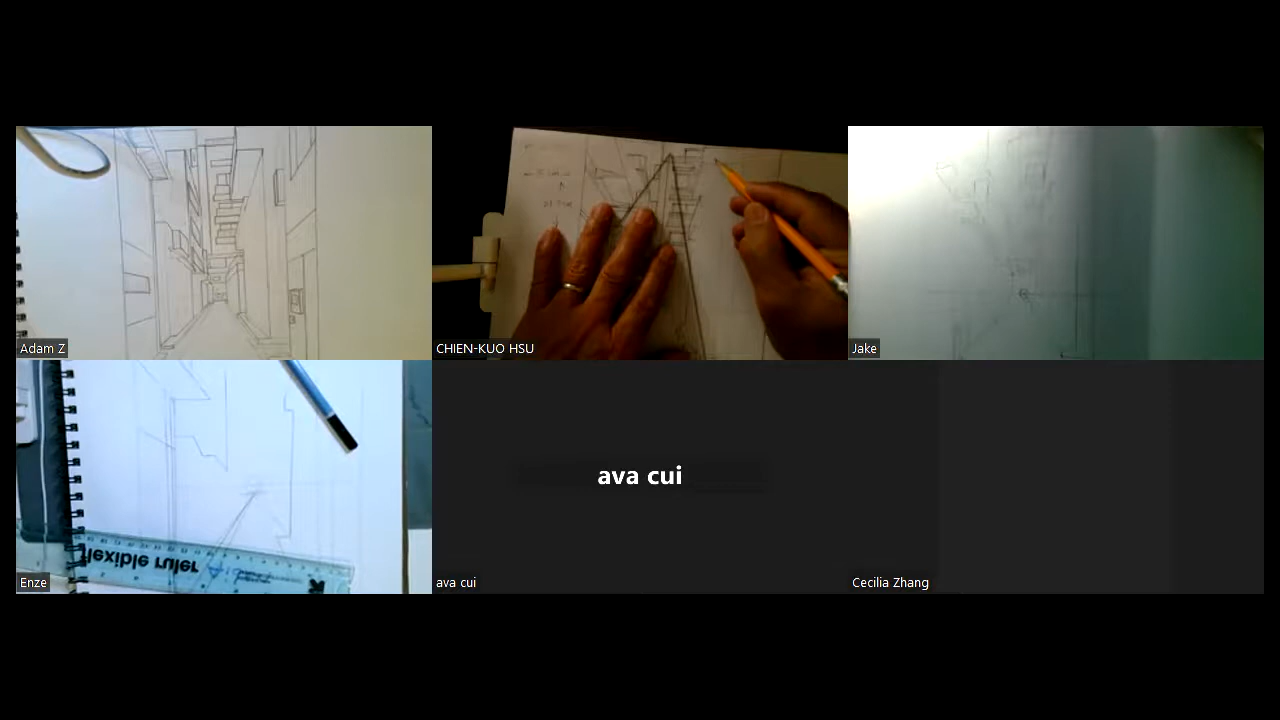 Adam Z
CHIEN-KUO HSU
Jake
flexible ruler
Enze
ava cui
ava cui
Cecilia Zhang